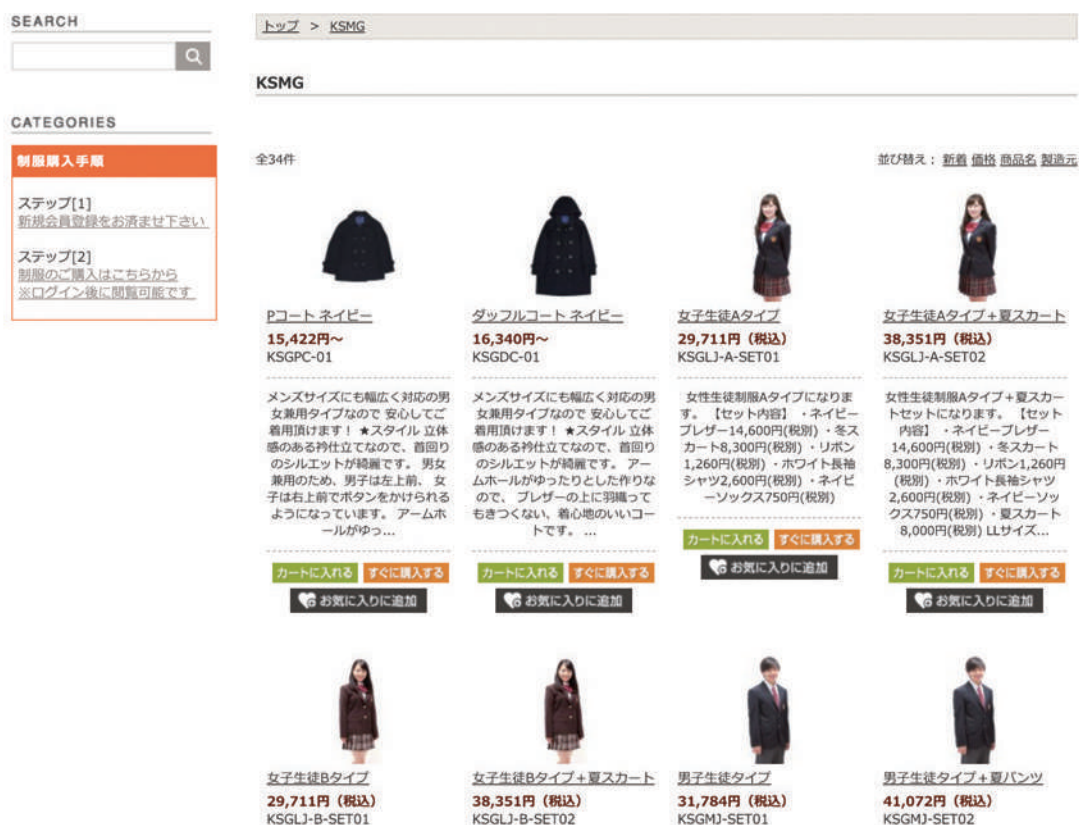 SEARCH
CATEGORIES
制服購入手順
ステップ[1]
新規会員登録をお済ませ下さい
ステップ[2]
制服のご購入はこちらから
※ログイン後に閲覧可能です
トップ > KSMG
KSMG
全34件
並び替え： 新着 価格 商品名 製造元
Pコート ネイビー
15,422円～
KSGPC-01
メンズサイズにも幅広く対応の男
女兼用タイプなので 安心してご
着用頂けます！ ★スタイル 立体
感のある衿仕立てなので、首回り
のシルエットが綺麗です。 男女
兼用のため、男子は左上前、 女
子は右上前でボタンをかけられる
ようになっています。 アームホ
ールがゆっ...
カートに入れる すぐに購入する
お気に入りに追加
ダッフルコート ネイビー
16,340円～
KSGDC-01
メンズサイズにも幅広く対応の男
女兼用タイプなので 安心してご
着用頂けます！ ★スタイル 立体
感のある衿仕立てなので、首回り
のシルエットが綺麗です。 アー
ムホールがゆったりとした作りな
ので、 ブレザーの上に羽織って
もきつくない、着心地のいいコー
トです。 ...
カートに入れる すぐに購入する
お気に入りに追加
女子生徒Aタイプ
29,711円（税込）
KSGLJ-A-SET01
女性生徒制服Aタイプになりま
す。 【セット内容】 ・ネイビー
ブレザー14,600円(税別) ・冬ス
カート8,300円(税別) ・リボン
1,260円(税別) ・ホワイト長袖
シャツ2,600円(税別) ・ネイビ
ーソックス750円(税別)
カートに入れる すぐに購入する
お気に入りに追加
女子生徒Aタイプ＋夏スカート
38,351円（税込）
KSGLJ-A-SET02
女性生徒制服Aタイプ＋夏スカー
トセットになります。 【セット
内容】 ・ネイビーブレザー
14,600円(税別) ・冬スカート
8,300円(税別) ・リボン1,260円
(税別) ・ホワイト長袖シャツ
2,600円(税別) ・ネイビーソッ
クス750円(税別) ・夏スカート
8,000円(税別) LLサイズ...
カートに入れる すぐに購入する
お気に入りに追加
女子生徒Bタイプ
29,711円（税込）
KSGLJ-B-SET01
女子生徒Bタイプ＋夏スカート
38,351円（税込）
KSGLJ-B-SET02
男子生徒タイプ
31,784円（税込）
KSGMJ-SET01
男子生徒タイプ＋夏パンツ
41,072円（税込）
KSGMJ-SET02